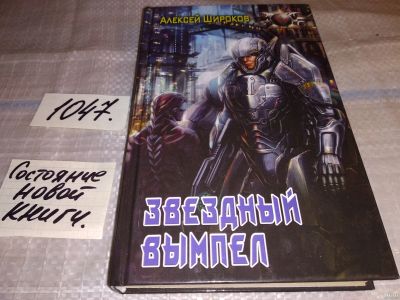 АЛЕКСЕЙ ШИРОКОВ
1047.
Состояние
новой
книги.
ЗВЕЗДНЫЙ
ВЫМПЕЛ